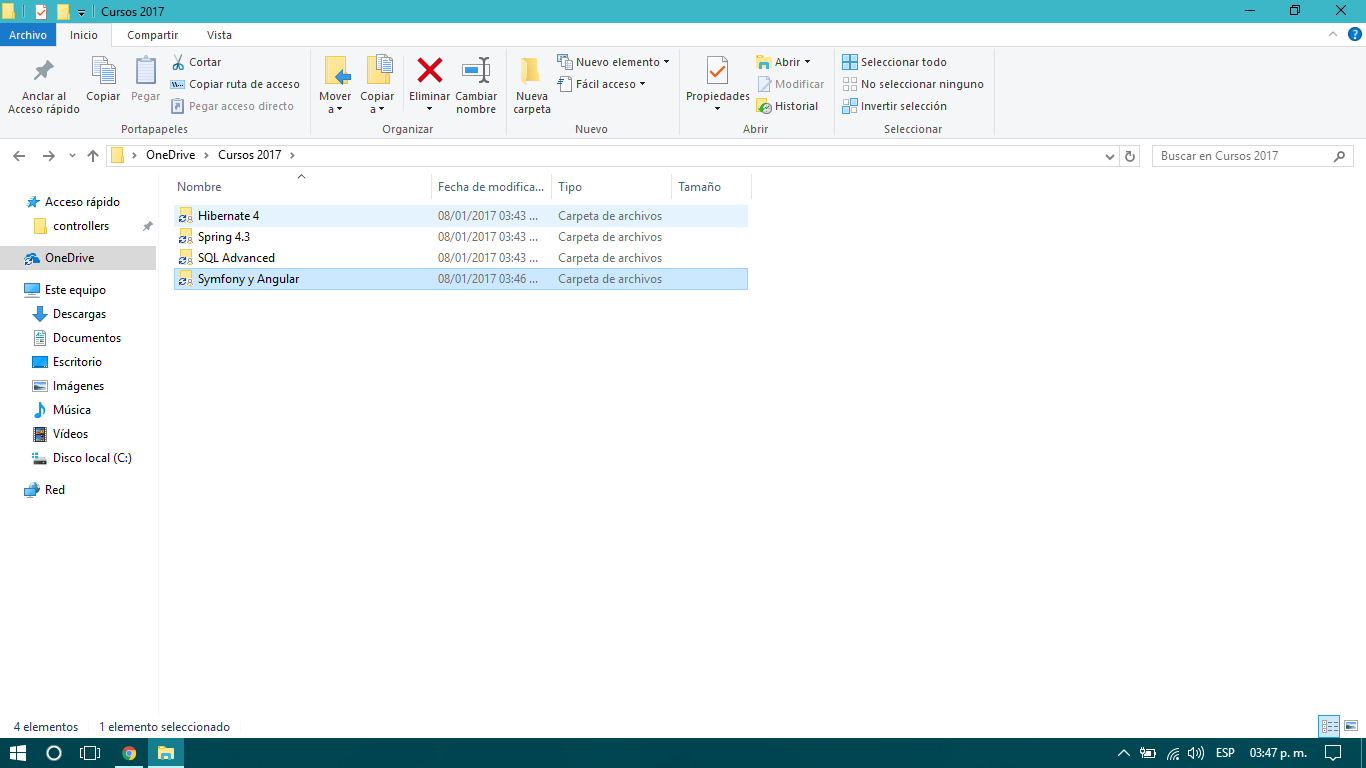 Cursos 2017
Archivo Inicio Compartir Vista
Anclar al Acceso rápido
Copiar
Pegar
Cortar
Copiar ruta de acceso
Pegar acceso directo
Portapapeles
Mover a
Copiar a
Eliminar
Cambiar nombre
Organizar
Nueva carpeta
Nuevo elemento
Fácil acceso
Nuevo
Propiedades
Abrir
Modificar
Historial
Abrir
Seleccionar todo
No seleccionar ninguno
Invertir selección
Seleccionar
OneDrive > Cursos 2017 >
Buscar en Cursos 2017
Acceso rápido
controllers
OneDrive
Este equipo
Descargas
Documentos
Escritorio
Imágenes
Música
Vídeos
Disco local (C:)
Red
Nombre Fecha de modifica... Tipo Tamaño
Hibernate 4 08/01/2017 03:43 ... Carpeta de archivos
Spring 4.3 08/01/2017 03:43 ... Carpeta de archivos
SQL Advanced 08/01/2017 03:43 ... Carpeta de archivos
Symfony y Angular 08/01/2017 03:46 ... Carpeta de archivos
4 elementos 1 elemento seleccionado
ESP 03:47 p. m.